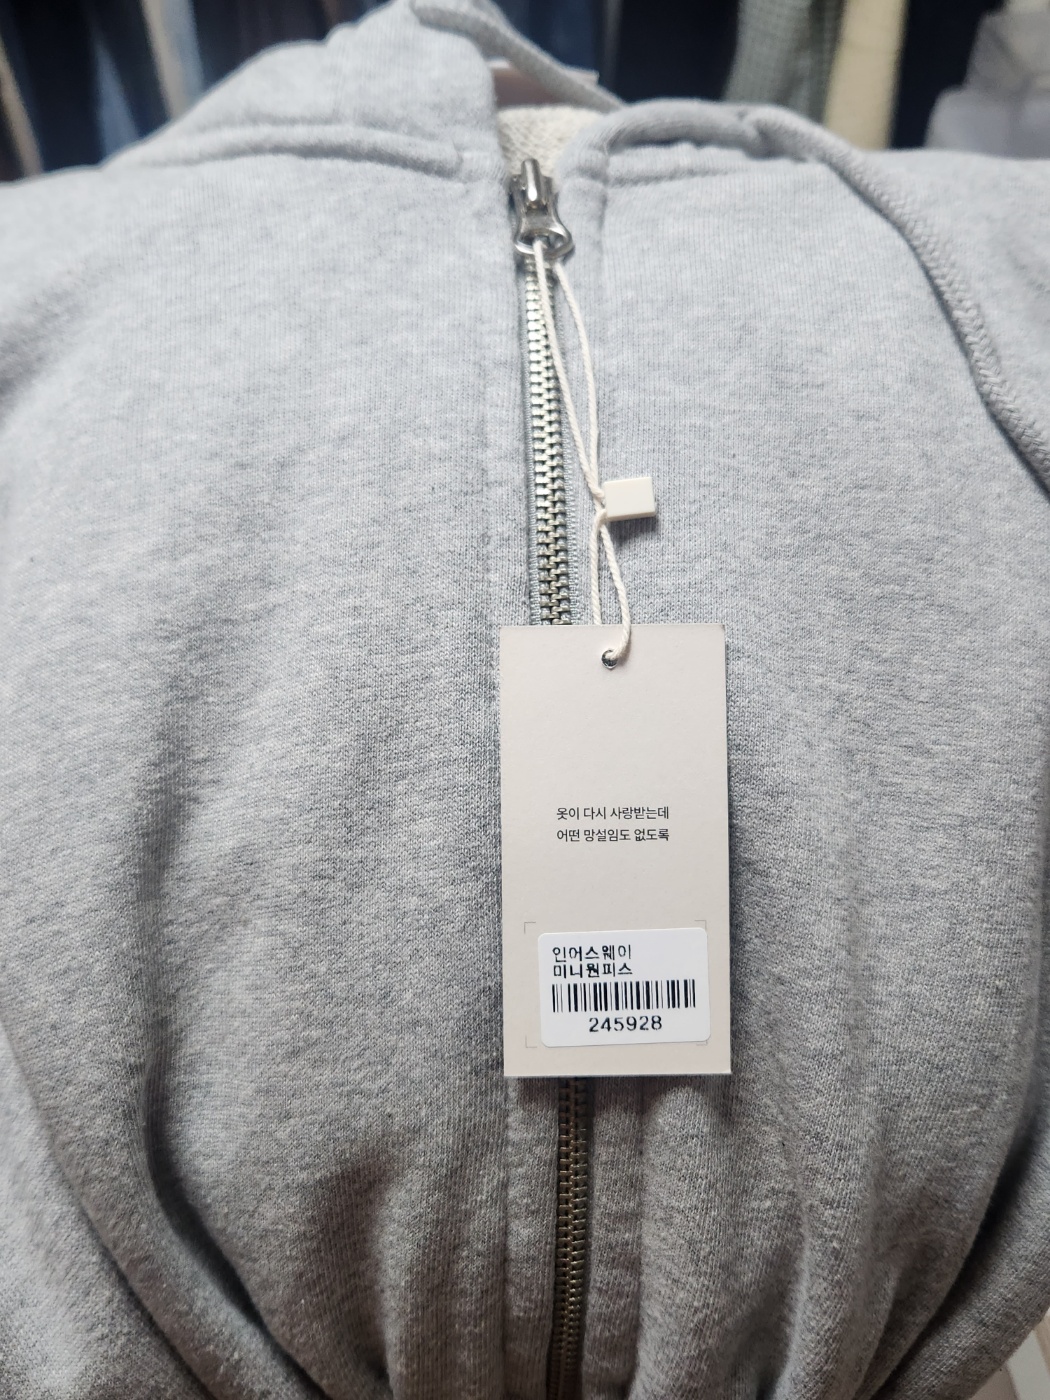 옷이 다시 사랑받는데
어떤 망설임도 없도록
인어스웨이
미니원피스
245928